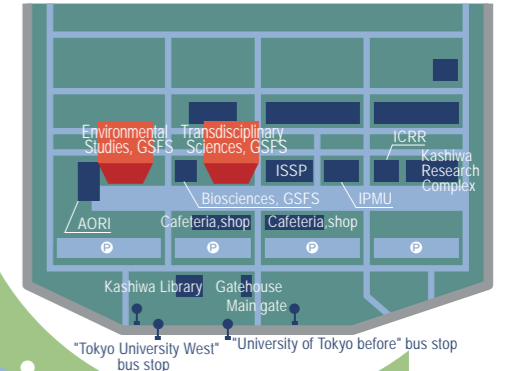 Environmental
Studies, GSFS
Transdisciplinary
Sciences, GSFS
ICRR
Kashiwa
Research
Complex
ISSP
Biosciences, GSFS
IPMU
AORI
Cafeteria,shop
Cafeteria,shop
P
P
P
P
Kashiwa Library
Gatehouse
Main gate
"Tokyo University West"
bus stop
"University of Tokyo before" bus stop